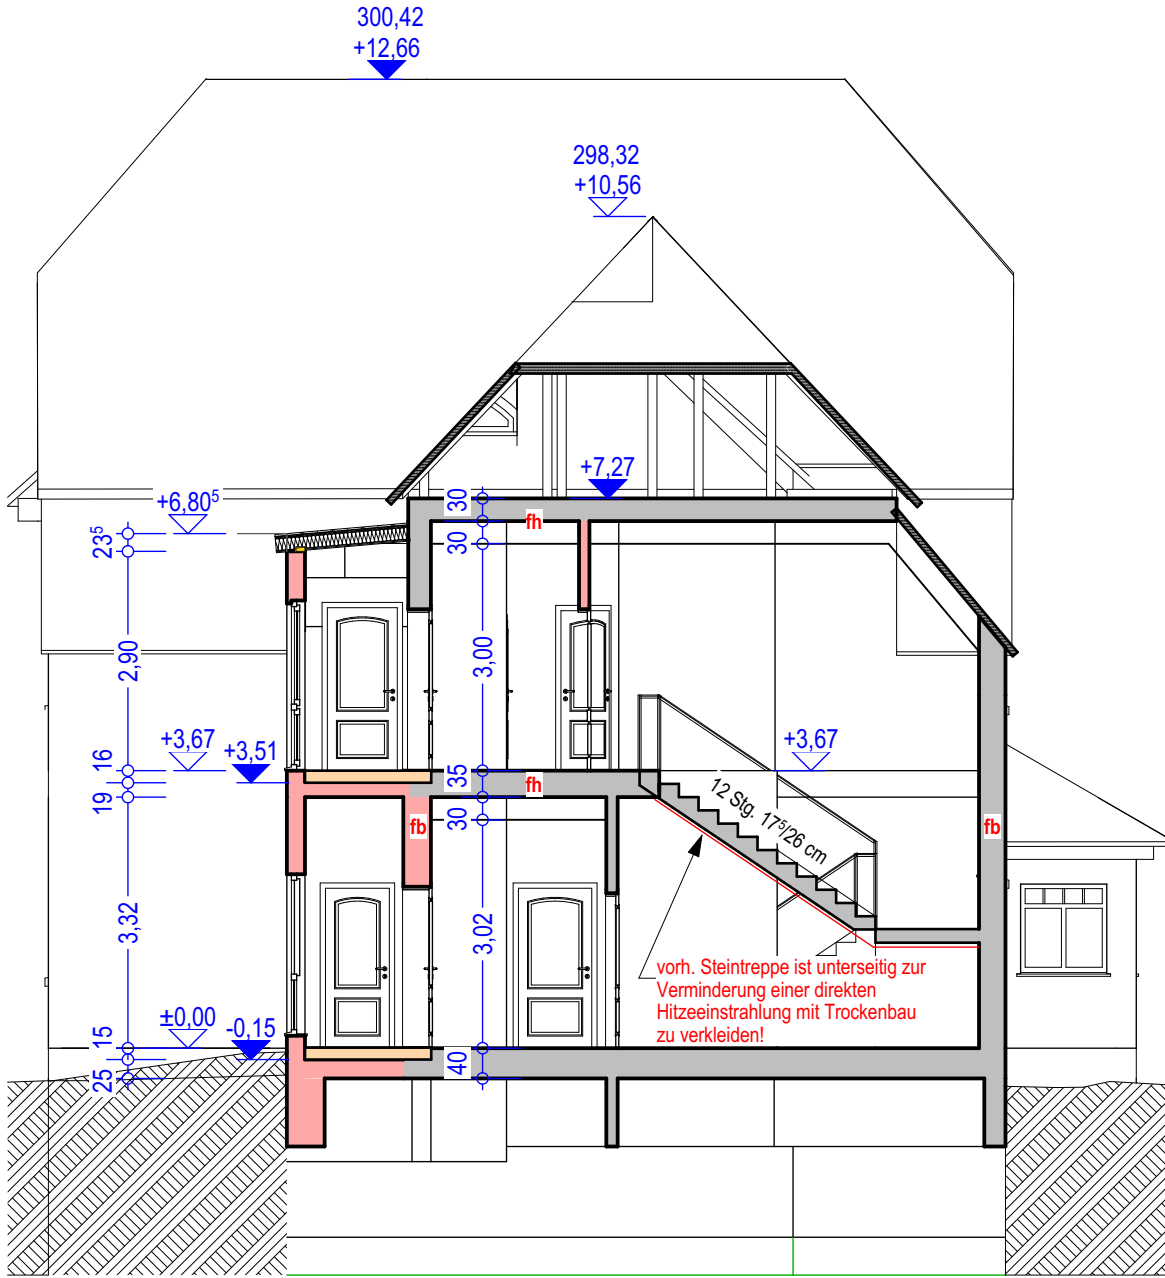 300,42
+12,66
298,32
+10,56
+7,27
+6,80⁵
30
fh
23⁵
30
2,90
3,00
+3,67
+3,51
+3,67
16
35
fh
19
30
fb
12 Stg. 17⁵/26 cm
fb
3,32
3,02
vorh. Steintreppe ist unterseitig zur
Verminderung einer direkten
Hitzeeinstrahlung mit Trockenbau
zu verkleiden!
±0,00
-0,15
15
40
25